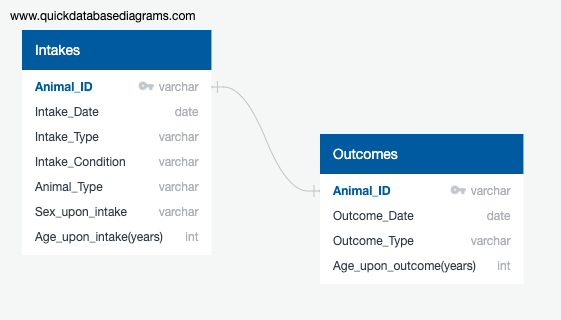 www.quickdatabasediagrams.com
Intakes
Animal_ID varchar
Intake_Date date
Intake_Type varchar
Intake_Condition varchar
Animal_Type varchar
Sex_upon_intake varchar
Age_upon_intake(years) int
Outcomes
Animal_ID varchar
Outcome_Date date
Outcome_Type varchar
Age_upon_outcome(years) int